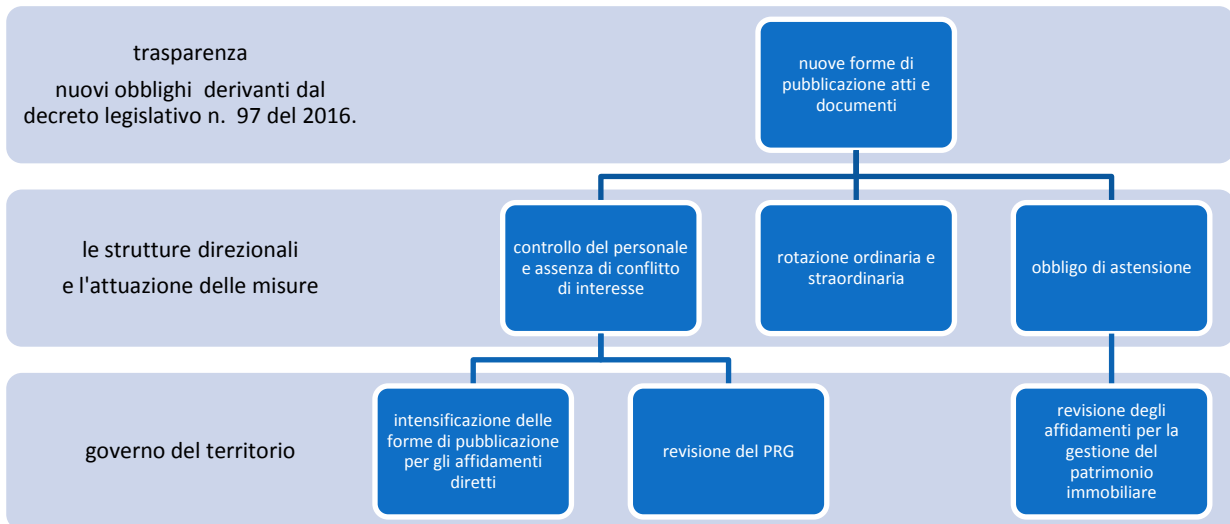 trasparenza
nuovi obblighi derivanti dal
decreto legislativo n. 97 del 2016.
nuove forme di
pubblicazione atti e
documenti
le strutture direzionali
e l'attuazione delle misure
controllo del personale
e assenza di conflitto
di interesse
rotazione ordinaria e
straordinaria
obbligo di astensione
governo del territorio
intensificazione delle
forme di pubblicazione
per gli affidamenti
diretti
revisione del PRG
revisione degli
affidamenti per la
gestione del
patrimonio
immobiliare